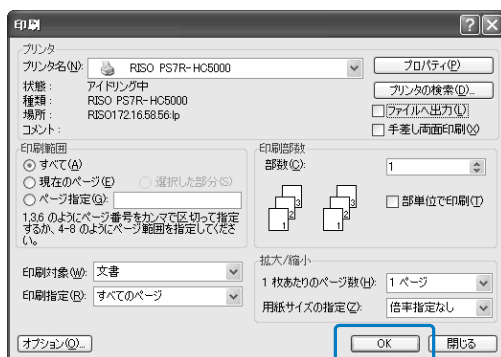 印刷
プリンタ
プリンタ名(N): RISO PS7R-HC5000 プロパティ(P)
状態: アイドリング中 プリンタの検索(D)...
種類: RISO PS7R-HC5000
場所: RISO172.16.58.56:lp ファイルへ出力(L)
コメント: 手差し両面印刷(X)
印刷範囲
すべて(A)
現在のページ(E) 選択した部分(S)
ページ指定(G):
1,3,6 のようにページ番号をカンマで区切って指定
するか、4-8 のようにページ範囲を指定してくださ
い。
印刷部数
部数(C): 1
部単位で印刷(T)
1 1
2 2
3 3
印刷対象(W): 文書
印刷指定(R): すべてのページ
拡大/縮小
1 枚あたりのページ数(H): 1 ページ
用紙サイズの指定(Z): 倍率指定なし
オプション(O)... OK 閉じる